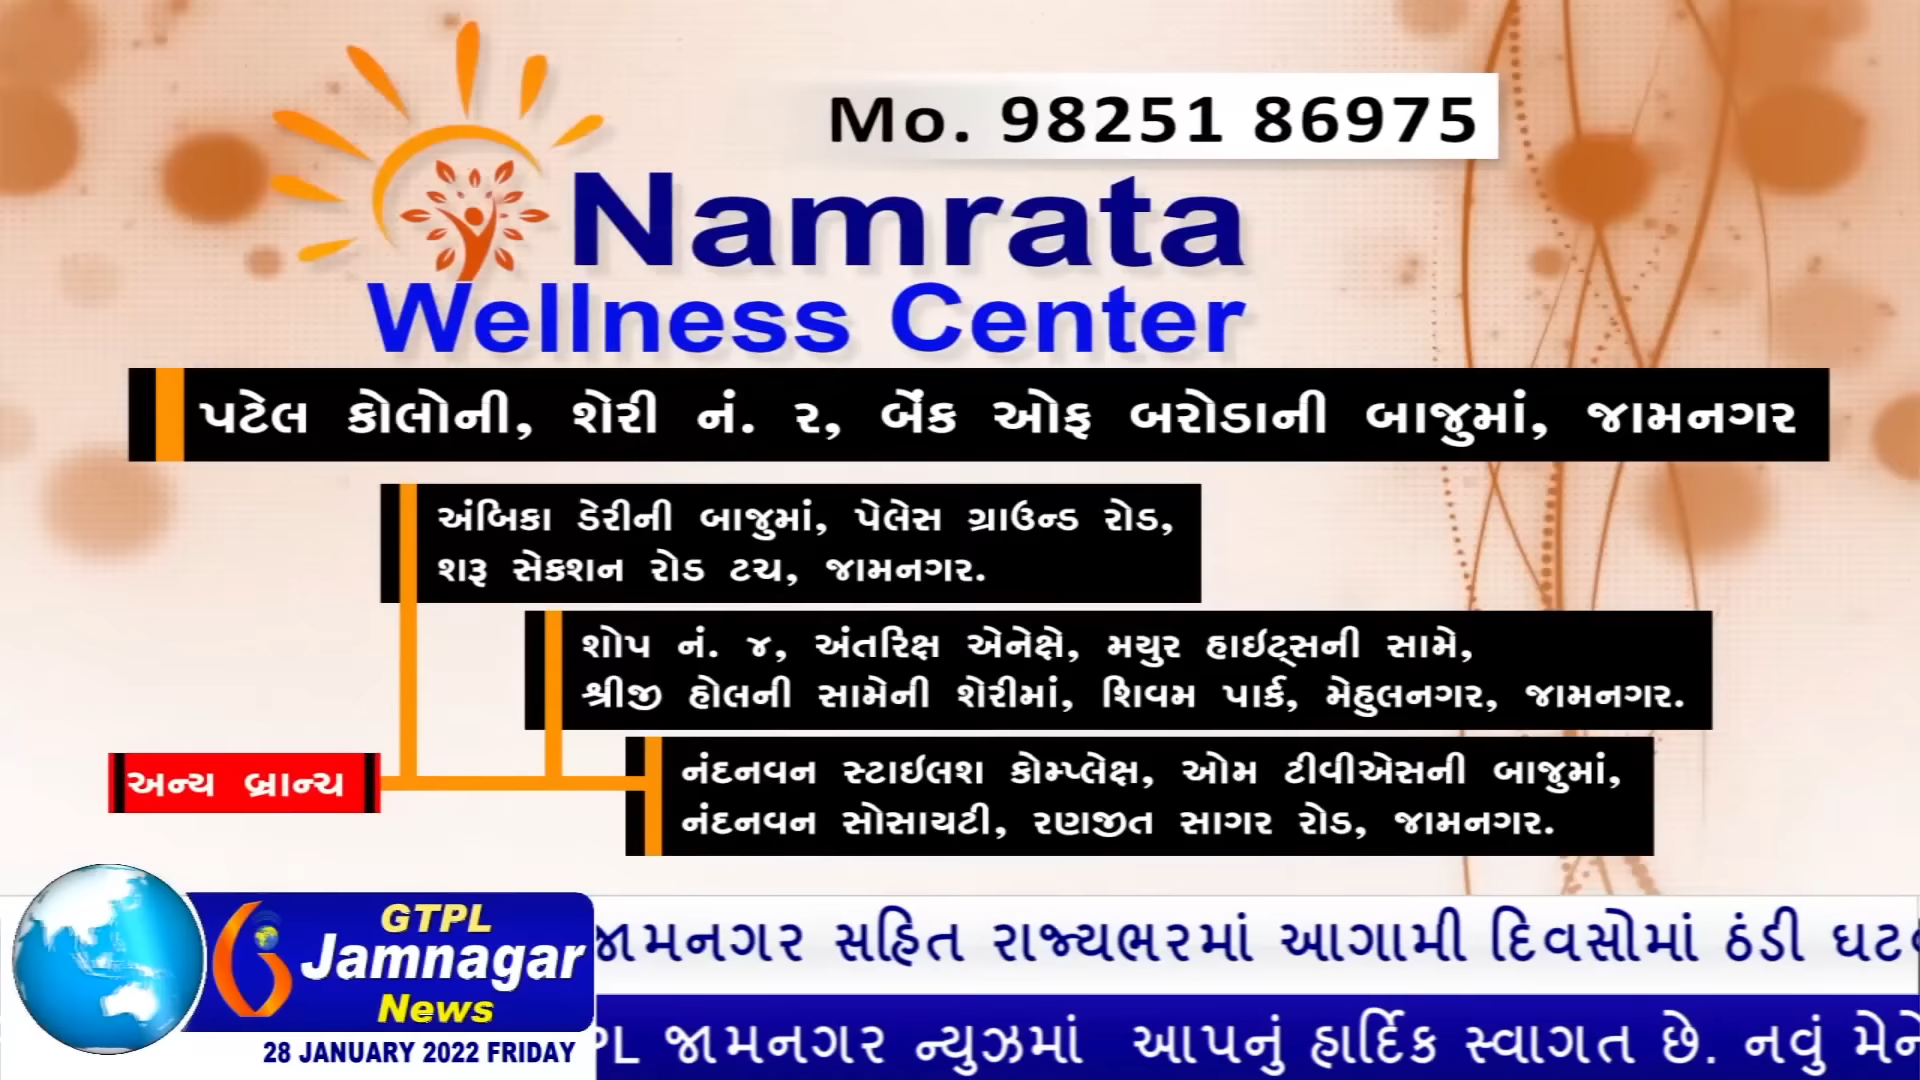 Mo. 98251 86975
Namrata
Wellness Center
પટેલ કોલોની, શેરી નં. ૨, બેંક ઓફ બરોડાની બાજુમાં, જામનગર
અંબિકા ડેરીની બાજુમાં, પેલેસ ગ્રાઉન્ડ રોડ,
શરૂ સેકશન રોડ ટચ, જામનગર.
શોપ નં. ૪, અંતરિક્ષ એનેક્ષે, મયુર હાઇટ્સની સામે,
શ્રીજી હોલની સામેની શેરીમાં, શિવમ પાર્ક, મેહુલનગર, જામનગર.
અન્ય બ્રાન્ચ
નંદનવન સ્ટાઇલશ કોમ્પ્લેક્ષ, ઓમ ટીવીએસની બાજુમાં,
નંદનવન સોસાયટી, રણજીત સાગર રોડ, જામનગર.
GTPL
Jamnagar
News
28 JANUARY 2022 FRIDAY
જામનગર સહિત રાજ્યભરમાં આગામી દિવસોમાં ઠંડી
જામનગર ન્યુઝમાં આપનું હાર્દિક સ્વાગત છે. નવું